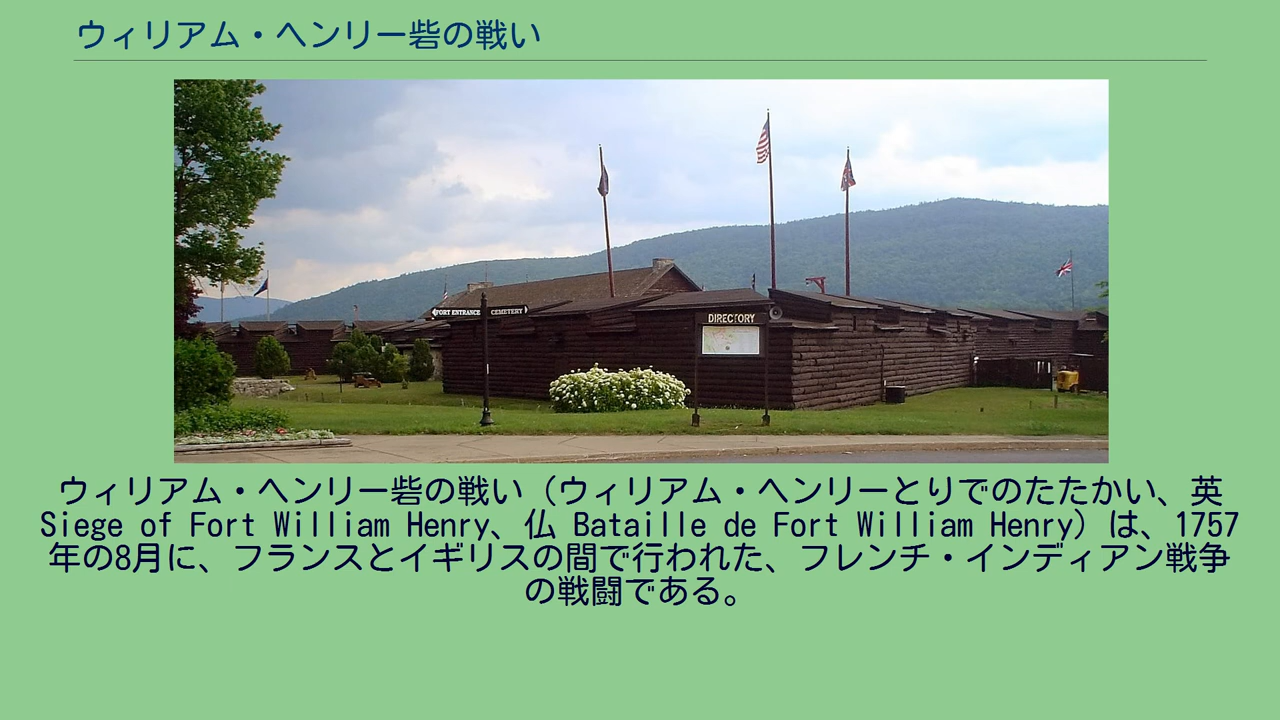 ウィリアム・ヘンリー砦の戦い
FORT ENTRANCE CEMETERY
DIRECTORY
ウィリアム・ヘンリー砦の戦い（ウィリアム・ヘンリーとりでのたたかい、英
Siege of Fort William Henry、仏 Bataille de Fort William Henry）は、1757
年の8月に、フランスとイギリスの間で行われた、フレンチ・インディアン戦争
の戦闘である。